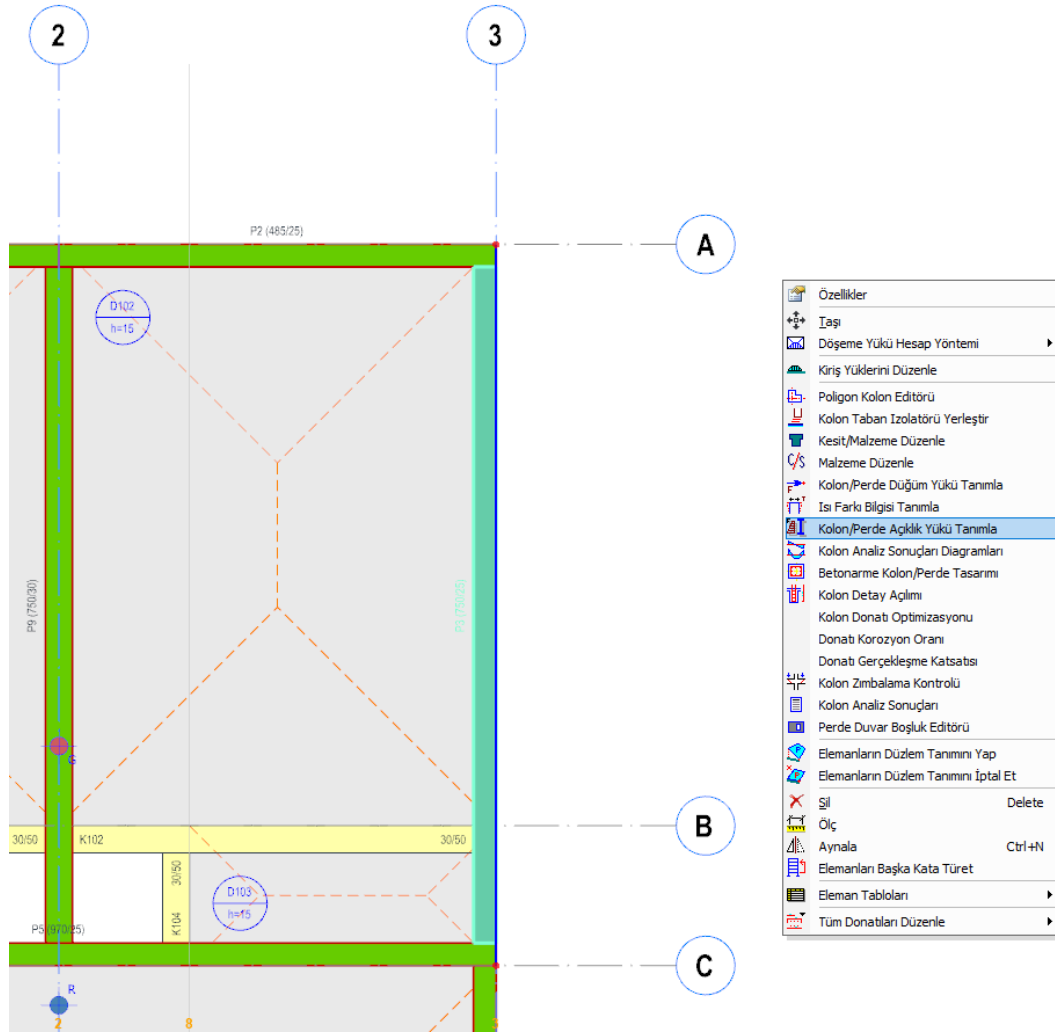 2
3
P2 (485/25)
A
D102
h=15
P9 (750/30)
P3 (750/25)
G
30/50
K102
30/50
B
30/50
K104
D103
h=15
P5 (970/25)
C
R
2
8
3
Özellikler
Taşı
Döşeme Yükü Hesap Yöntemi
Kiriş Yüklerini Düzenle
Poligon Kolon Editörü
Kolon Taban Izolatörü Yerleştir
Kesit/Malzeme Düzenle
Malzeme Düzenle
Kolon/Perde Düğüm Yükü Tanımla
Isı Farkı Bilgisi Tanımla
Kolon/Perde Açıklık Yükü Tanımla
Kolon Analiz Sonuçları Diagramları
Betonarme Kolon/Perde Tasarımı
Kolon Detay Açılımı
Kolon Donatı Optimizasyonu
Donatı Korozyon Oranı
Donatı Gerçekleşme Katsatısı
Kolon Zımbalama Kontrolü
Kolon Analiz Sonuçları
Perde Duvar Boşluk Editörü
Elemanların Düzlem Tanımını Yap
Elemanların Düzlem Tanımını İptal Et
Sil Delete
Ölç
Aynala Ctrl+N
Elemanları Başka Kata Türet
Eleman Tabloları
Tüm Donatıları Düzenle